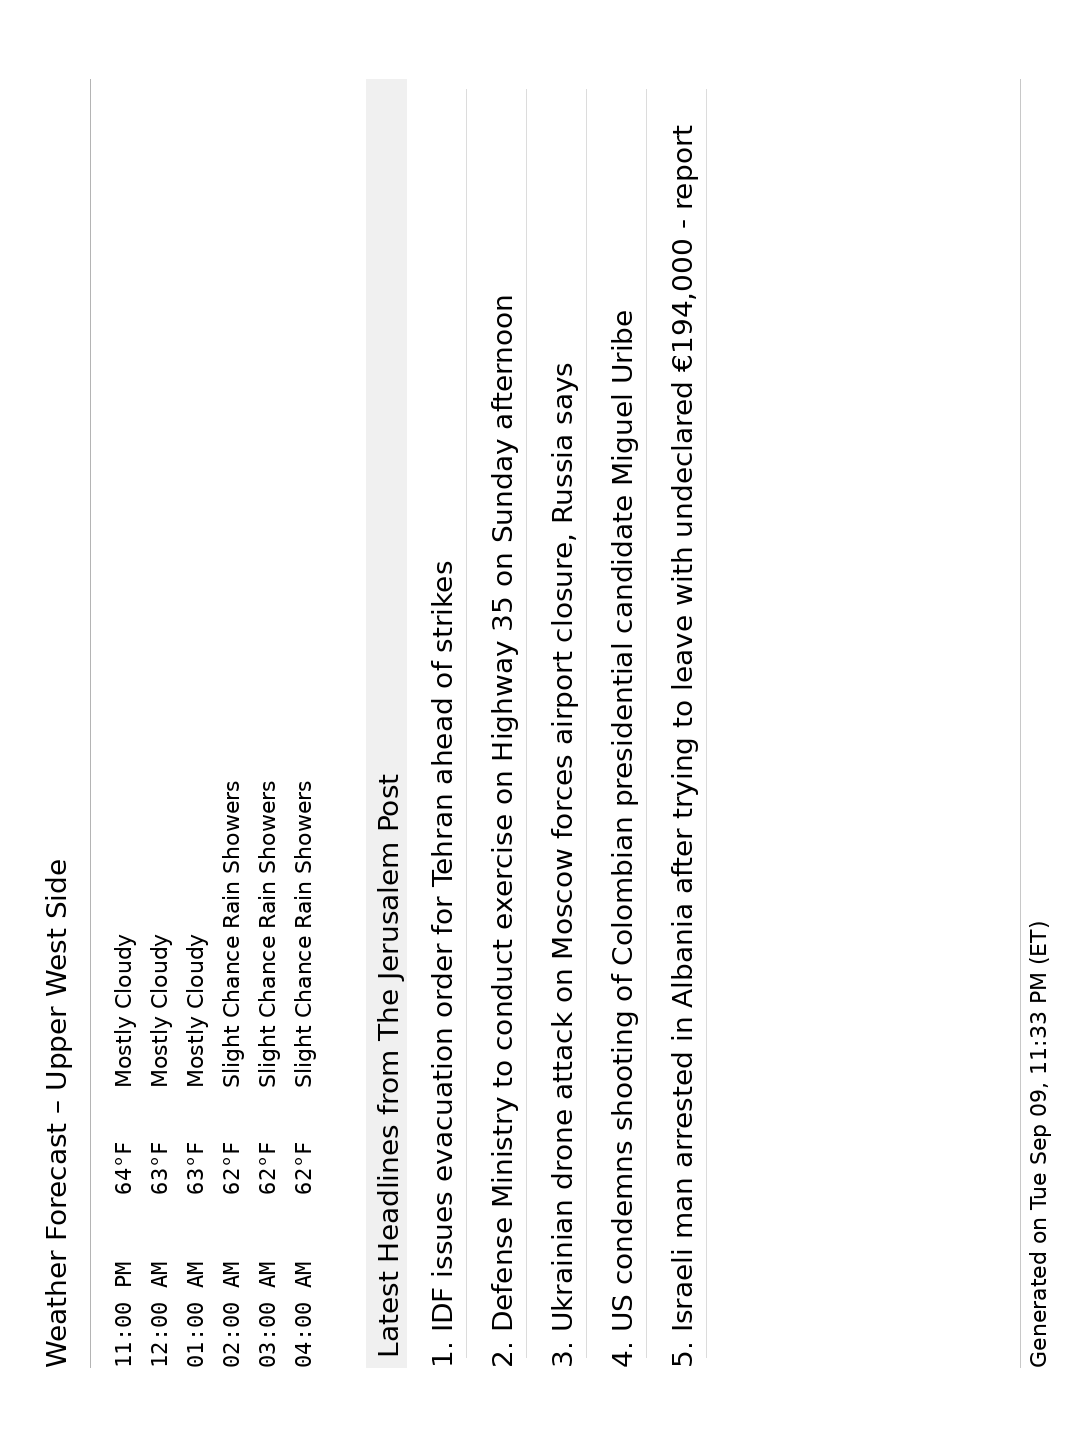 Weather Forecast – Upper West Side
11:00 PM 64°F Mostly Cloudy
12:00 AM 63°F Mostly Cloudy
01:00 AM 63°F Mostly Cloudy
02:00 AM 62°F Slight Chance Rain Showers
03:00 AM 62°F Slight Chance Rain Showers
04:00 AM 62°F Slight Chance Rain Showers
Latest Headlines from The Jerusalem Post
1. IDF issues evacuation order for Tehran ahead of strikes
2. Defense Ministry to conduct exercise on Highway 35 on Sunday afternoon
3. Ukrainian drone attack on Moscow forces airport closure, Russia says
4. US condemns shooting of Colombian presidential candidate Miguel Uribe
5. Israeli man arrested in Albania after trying to leave with undeclared €194,000 - report
Generated on Tue Sep 09, 11:33 PM (ET)